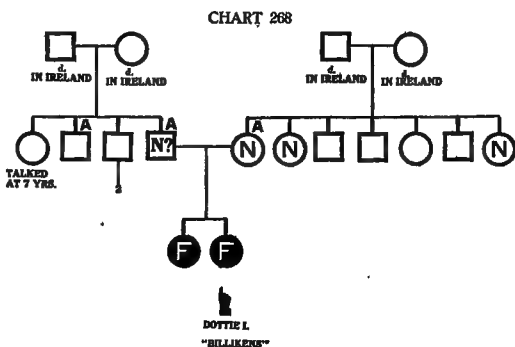 CHART 268
d.
IN IRELAND
d.
IN IRELAND
d.
IN IRELAND
d.
IN IRELAND
A
A
A
N?
N
N
N
TALKED
AT 7 YRS.
2
F
F
DOTTIE I.
"BILLIKENS"